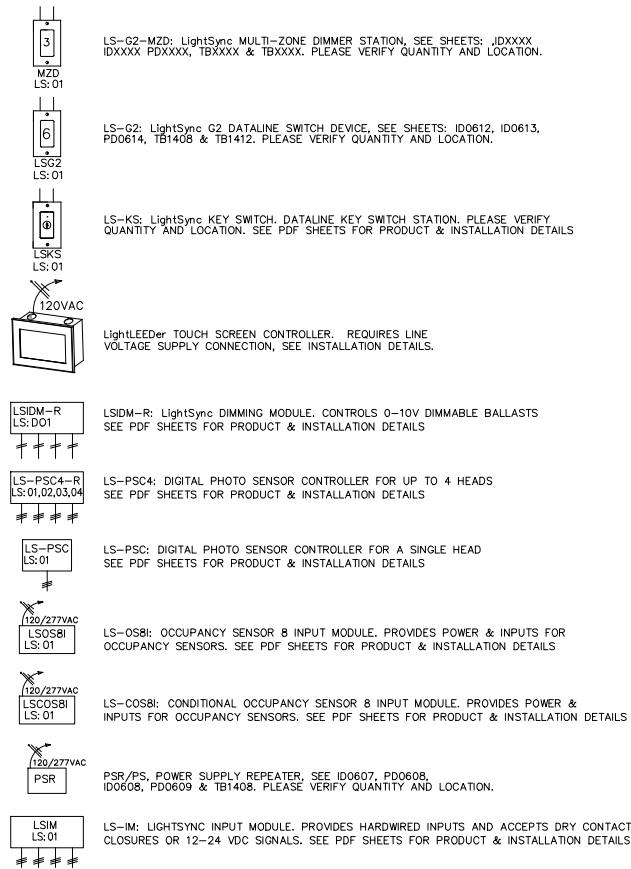 3
MZD
LS: 01
LS-G2-MZD: LightSync MULTI-ZONE DIMMER STATION, SEE SHEETS: ,IDXXXX
IDXXXX PDXXXX, TBXXXX & TBXXXX. PLEASE VERIFY QUANTITY AND LOCATION.
6
LSG2
LS: 01
LS-G2: LightSync G2 DATALINE SWITCH DEVICE, SEE SHEETS: ID0612, ID0613,
PD0614, TB1408 & TB1412. PLEASE VERIFY QUANTITY AND LOCATION.
LSKS
LS: 01
LS-KS: LightSync KEY SWITCH. DATALINE KEY SWITCH STATION. PLEASE VERIFY
QUANTITY AND LOCATION. SEE PDF SHEETS FOR PRODUCT & INSTALLATION DETAILS
120VAC
LightLEEDer TOUCH SCREEN CONTROLLER. REQUIRES LINE
VOLTAGE SUPPLY CONNECTION, SEE INSTALLATION DETAILS.
LSIDM-R
LS: DO1
LSIDM-R: LightSync DIMMING MODULE. CONTROLS 0-10V DIMMABLE BALLASTS
SEE PDF SHEETS FOR PRODUCT & INSTALLATION DETAILS
LS-PSC4-R
LS: 01,02,03,04
LS-PSC4: DIGITAL PHOTO SENSOR CONTROLLER FOR UP TO 4 HEADS
SEE PDF SHEETS FOR PRODUCT & INSTALLATION DETAILS
LS-PSC
LS: 01
LS-PSC: DIGITAL PHOTO SENSOR CONTROLLER FOR A SINGLE HEAD
SEE PDF SHEETS FOR PRODUCT & INSTALLATION DETAILS
120/277VAC
LSOS8I
LS: 01
LS-OS8I: OCCUPANCY SENSOR 8 INPUT MODULE. PROVIDES POWER & INPUTS FOR
OCCUPANCY SENSORS. SEE PDF SHEETS FOR PRODUCT & INSTALLATION DETAILS
120/277VAC
LSCOS8I
LS: 01
LS-COS8I: CONDITIONAL OCCUPANCY SENSOR 8 INPUT MODULE. PROVIDES POWER &
INPUTS FOR OCCUPANCY SENSORS. SEE PDF SHEETS FOR PRODUCT & INSTALLATION DETAILS
120/277VAC
PSR
PSR/PS, POWER SUPPLY REPEATER, SEE ID0607, PD0608,
ID0608, PD0609 & TB1408. PLEASE VERIFY QUANTITY AND LOCATION.
LSIM
LS: 01
LS-IM: LIGHTSYNC INPUT MODULE. PROVIDES HARDWIRED INPUTS AND ACCEPTS DRY CONTACT
CLOSURES OR 12-24 VDC SIGNALS. SEE PDF SHEETS FOR PRODUCT & INSTALLATION DETAILS